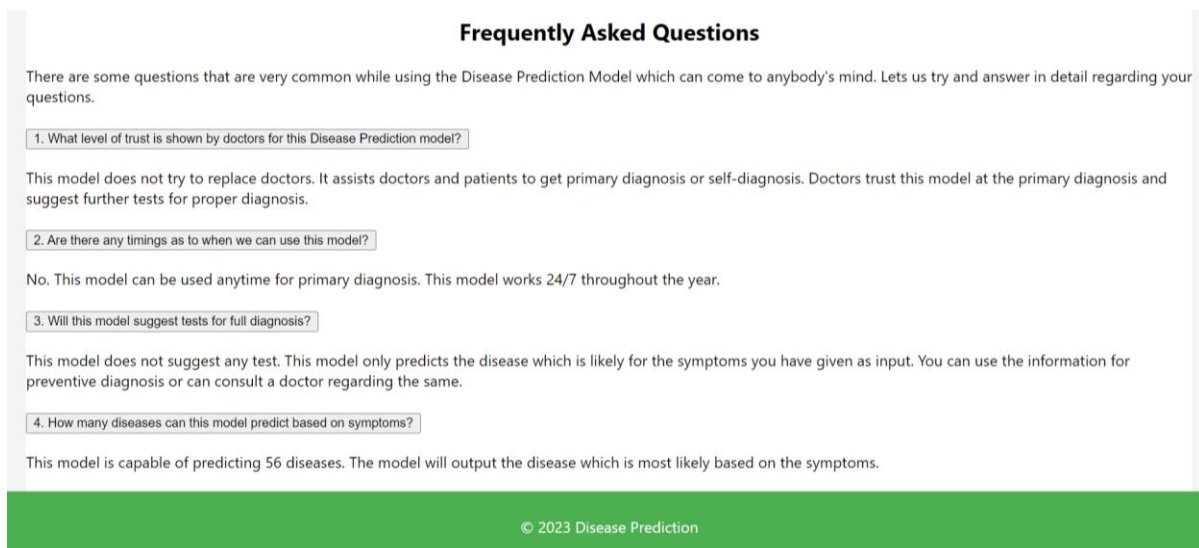 Frequently Asked Questions
There are some questions that are very common while using the Disease Prediction Model which can come to anybody's mind. Lets us try and answer in detail regarding your
questions.
1. What level of trust is shown by doctors for this Disease Prediction model?
This model does not try to replace doctors. It assists doctors and patients to get primary diagnosis or self-diagnosis. Doctors trust this model at the primary diagnosis and
suggest further tests for proper diagnosis.
2. Are there any timings as to when we can use this model?
No. This model can be used anytime for primary diagnosis. This model works 24/7 throughout the year.
3. Will this model suggest tests for full diagnosis?
This model does not suggest any test. This model only predicts the disease which is likely for the symptoms you have given as input. You can use the information for
preventive diagnosis or can consult a doctor regarding the same.
4. How many diseases can this model predict based on symptoms?
This model is capable of predicting 56 diseases. The model will output the disease which is most likely based on the symptoms.
© 2023 Disease Prediction